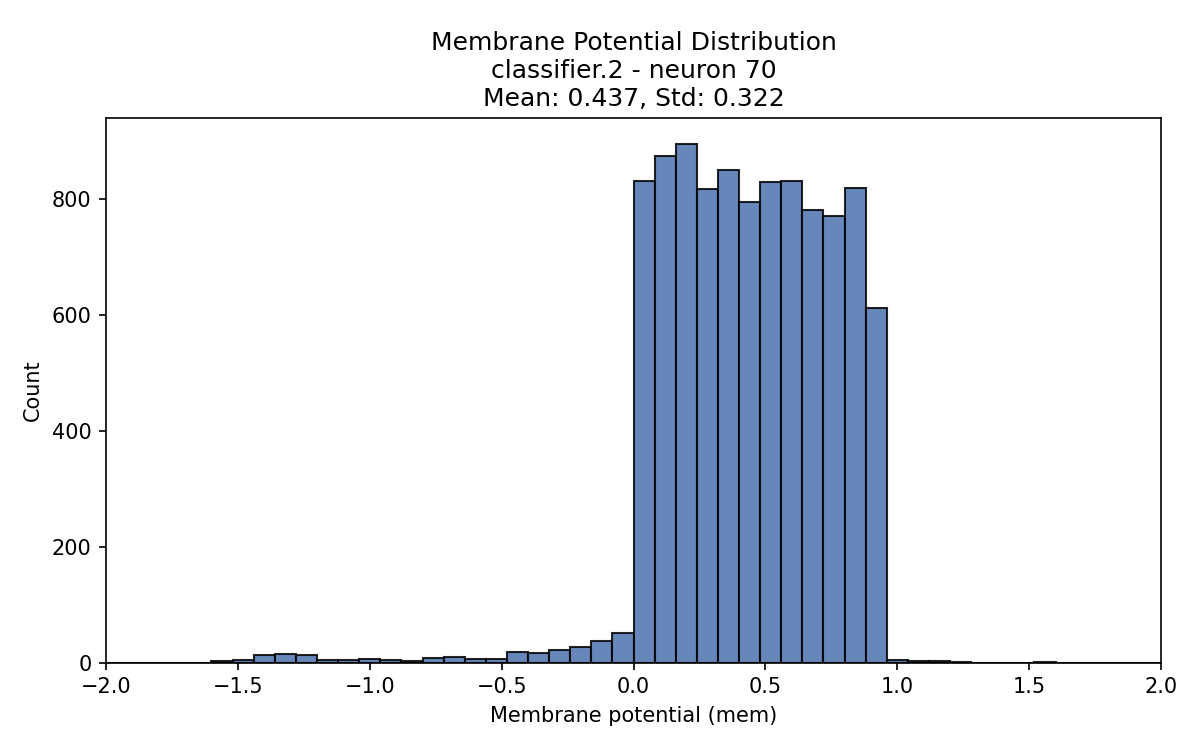 Membrane Potential Distribution
classifier.2 - neuron 70
Mean: 0.437, Std: 0.322
Count
800
600
400
200
0
−2.0 −1.5 −1.0 −0.5 0.0 0.5 1.0 1.5 2.0
Membrane potential (mem)